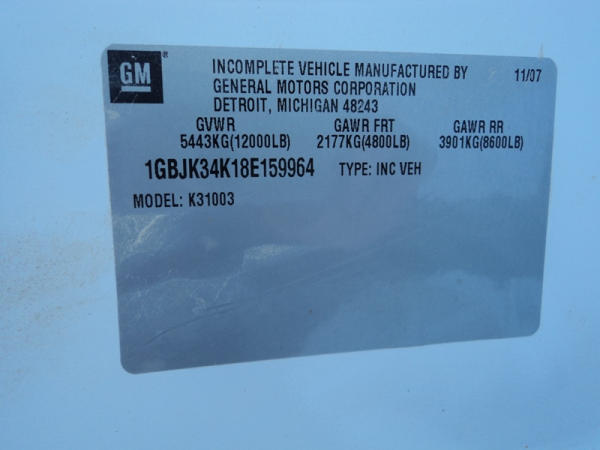 GM ® INCOMPLETE VEHICLE MANUFACTURED BY 11/07
GENERAL MOTORS CORPORATION
DETROIT, MICHIGAN 48243
GVWR GAWR FRT GAWR RR
5443KG(12000LB) 2177KG(4800LB) 3901KG(8600LB)
1GBJK34K18E159964 TYPE: INC VEH
MODEL: K31003